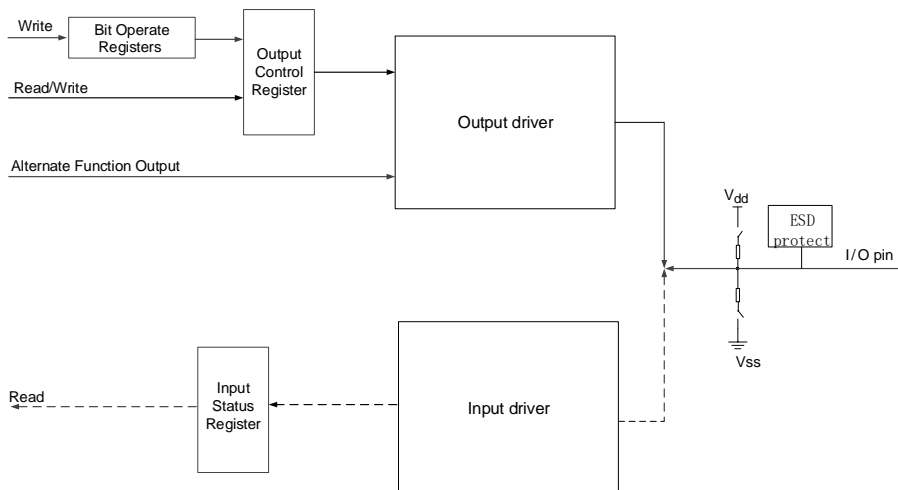 Write
Bit Operate
Registers
Output
Control
Register
Read/Write
Output driver
Alternate Function Output
Vdd
ESD
protect
I/O pin
Vss
Input
Status
Register
Read
Input driver